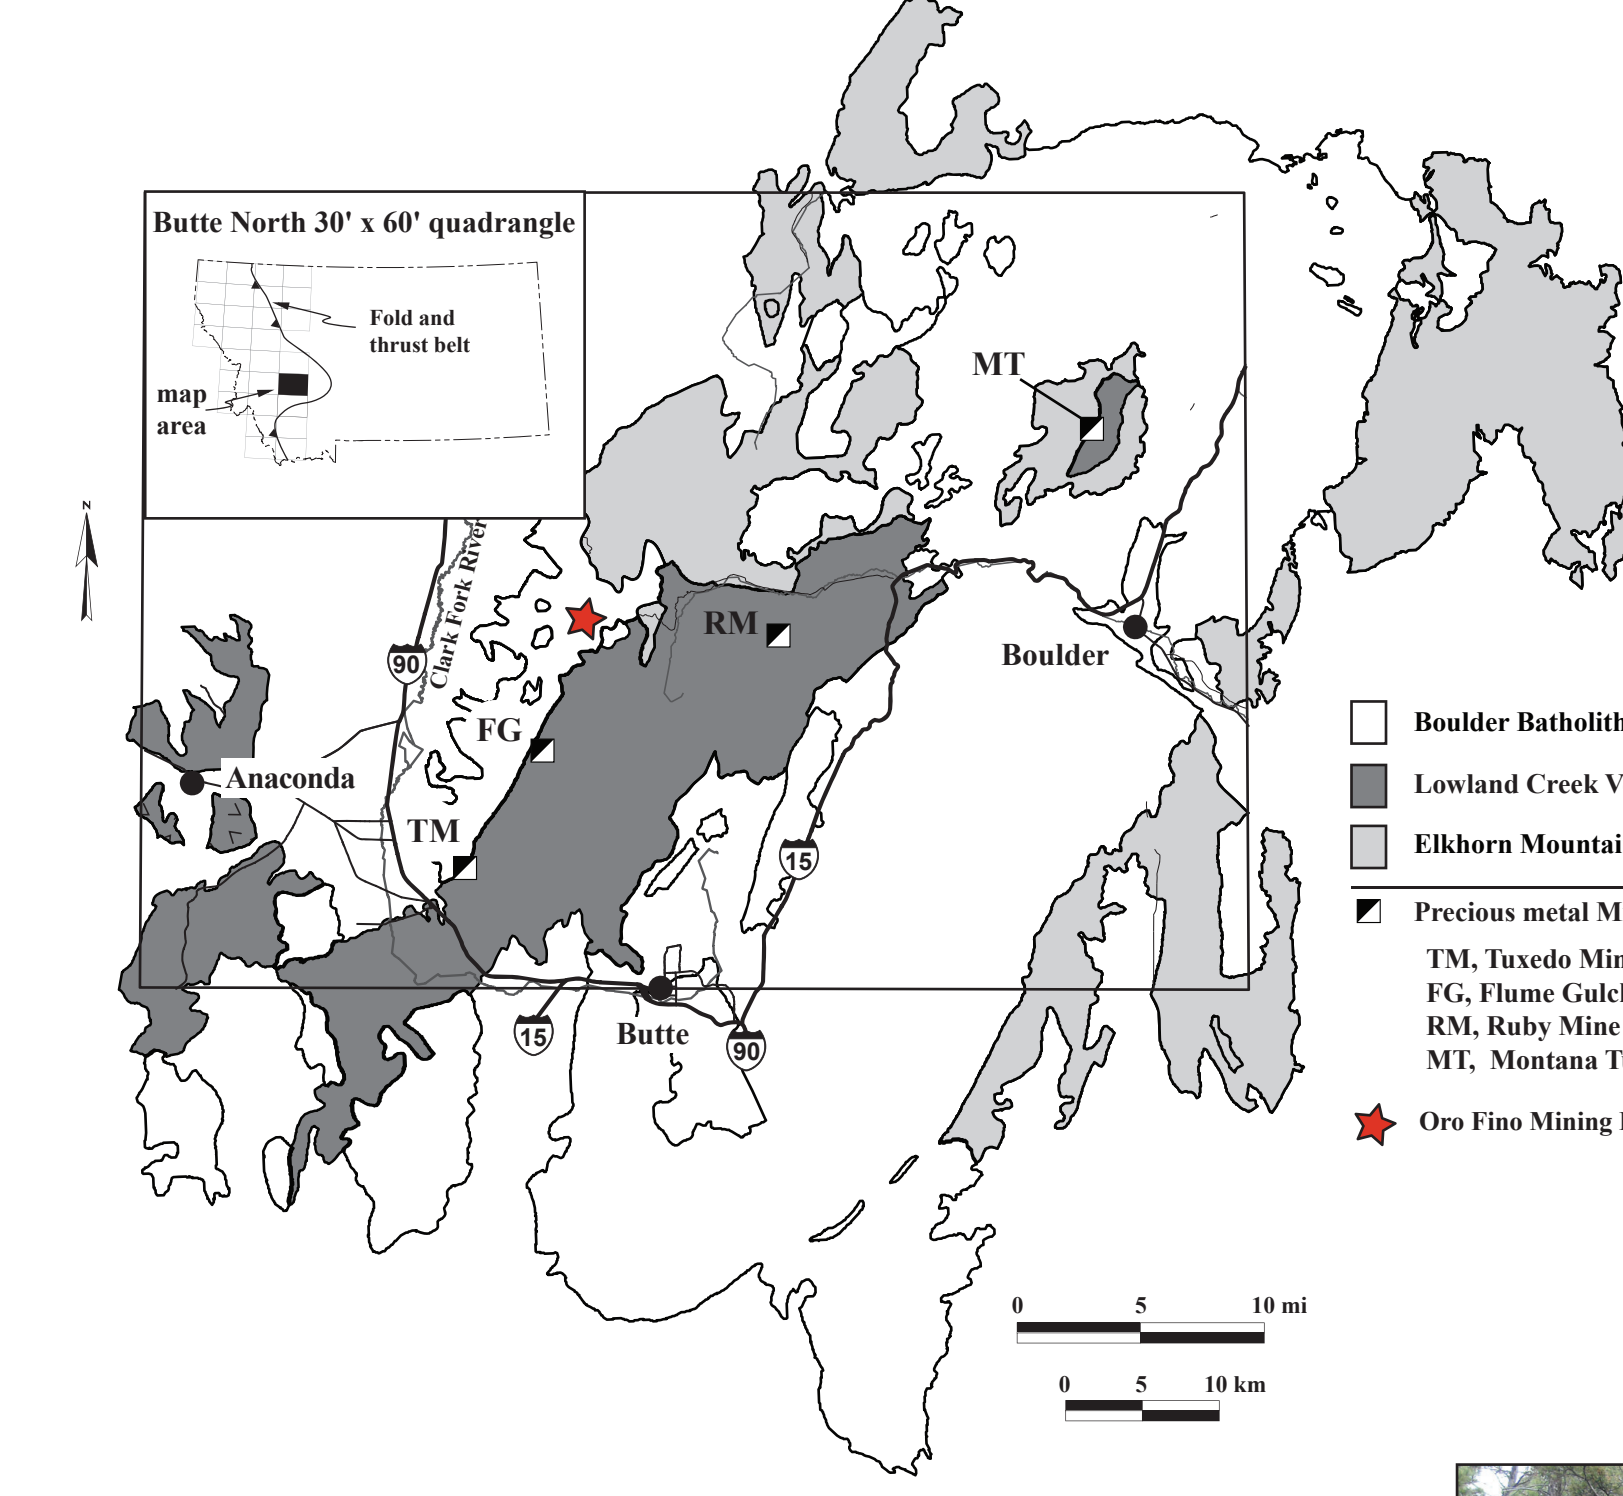 Butte North 30' x 60' quadrangle
Fold and
thrust belt
map
area
N
MT
Clark Fork River
90
RM
Boulder
FG
Anaconda
TM
15
15
Butte
90
Boulder Batholith
Lowland Creek V
Elkhorn Mountai
Precious metal M
TM, Tuxedo Min
FG, Flume Gulch
RM, Ruby Mine
MT, Montana Tu
Oro Fino Mining
0 5 10 mi
0 5 10 km